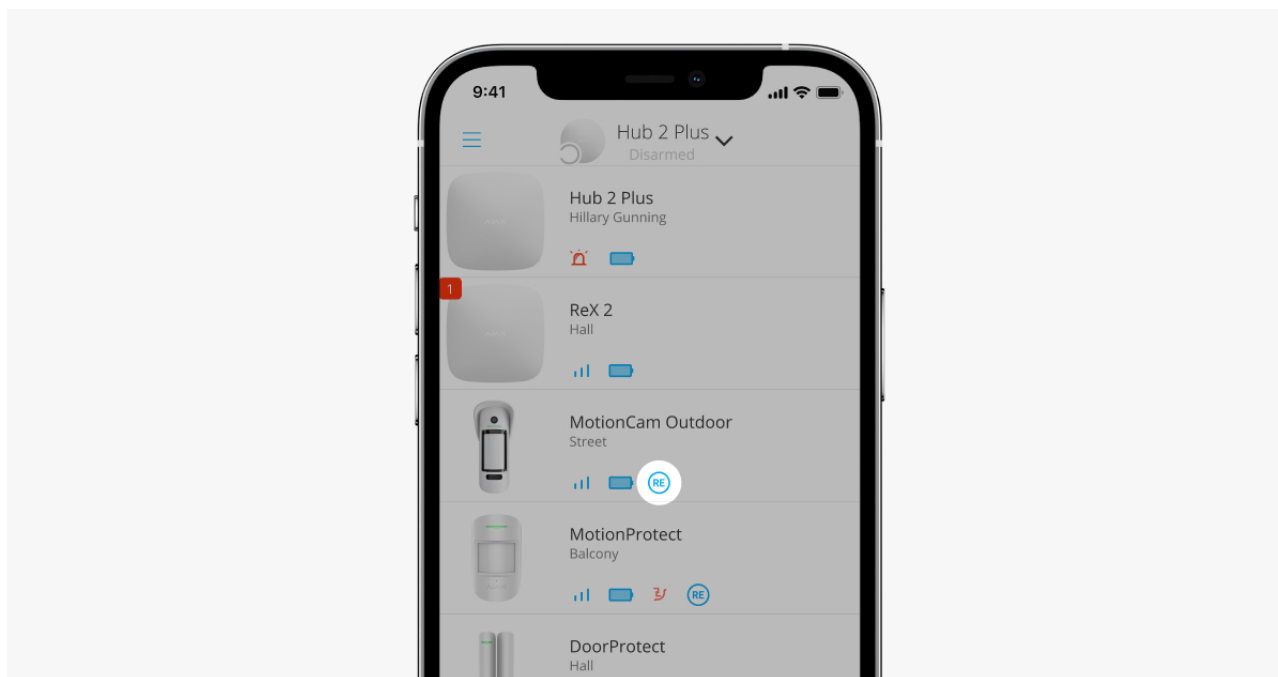 9:41
Hub 2 Plus
Disarmed
Hub 2 Plus
Hillary Gunning
1
ReX 2
Hall
MotionCam Outdoor
Street
RE
MotionProtect
Balcony
RE
DoorProtect
Hall